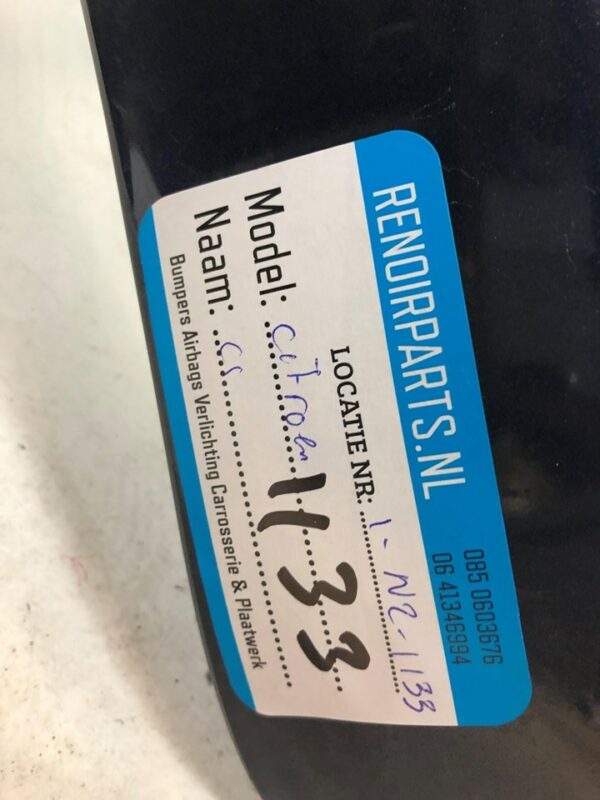 RENOIRPARTS.NL
085 0603676
06 41346994
LOCATIE NR: 1-N2-1133
Model: citroen
1133
Naam: CS
Bumpers Airbags Verlichting Carrosserie & Plaatwerk